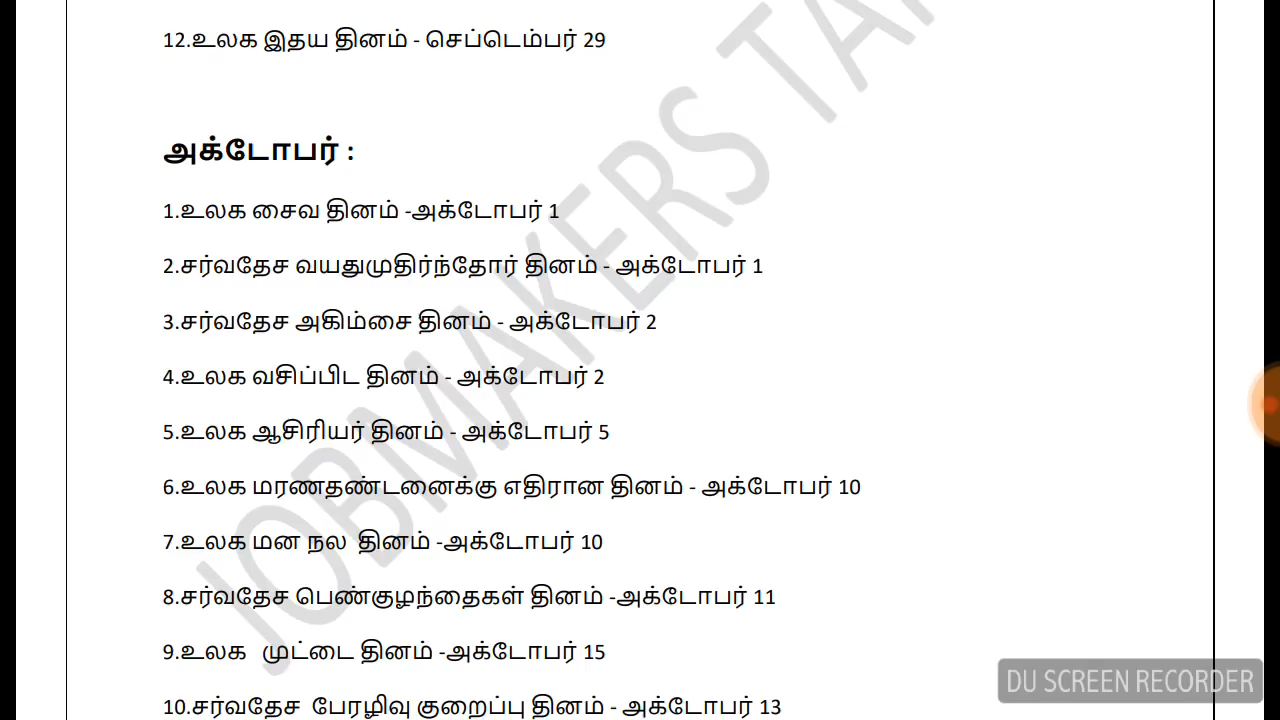 12.உலக இதய தினம் - செப்டெம்பர் 29
அக்டோபர் :
1.உலக சைவ தினம் -அக்டோபர் 1
2.சர்வதேச வயதுமுதிர்ந்தோர் தினம் - அக்டோபர் 1
3.சர்வதேச அகிம்சை தினம் - அக்டோபர் 2
4.உலக வசிப்பிட தினம் - அக்டோபர் 2
5.உலக ஆசிரியர் தினம் - அக்டோபர் 5
6.உலக மரணதண்டனைக்கு எதிரான தினம் - அக்டோபர் 10
7.உலக மன நல தினம் -அக்டோபர் 10
8.சர்வதேச பெண்குழந்தைகள் தினம் -அக்டோபர் 11
9.உலக முட்டை தினம் -அக்டோபர் 15
10.சர்வதேச பேரழிவு குறைப்பு தினம் - அக்டோபர் 13
JOBMAKERS TA
DU SCREEN RECORDER